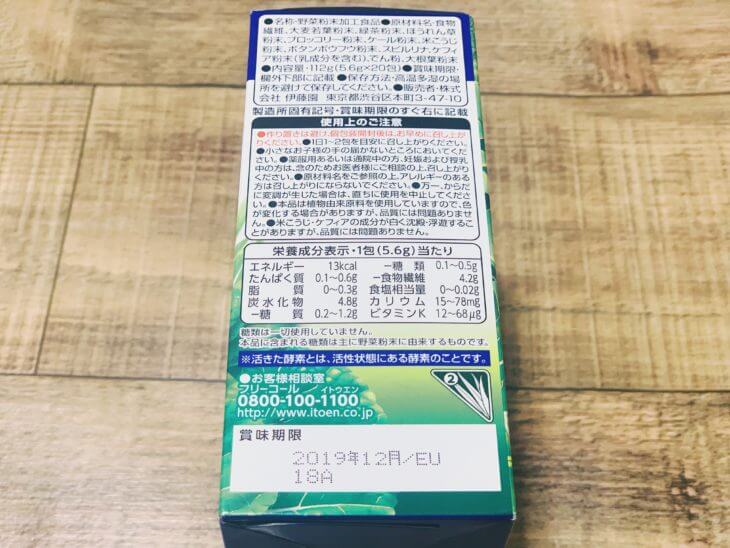 ●名称・野菜粉末加工食品●原材料名・食物
繊維、大麦若葉粉末、緑茶粉末、ほうれん草
粉末、ブロッコリー粉末、ケール粉末、米こうじ
粉末、ボタンボウフウ粉末、スピルリナ、ケフィ
ア粉末(乳成分を含む)、でん粉、大根葉粉末
●内容量・112g(5.6g×20包)●賞味期限・
欄外下部に記載●保存方法・高温多湿の場
所を避けて保存してください。●販売者・株式
会社 伊藤園 東京都渋谷区本町3-47-10
製造所固有記号・賞味期限のすぐ右に記載
使用上のご注意
●作り置きは避け、個包装開封後は、お早めに召し上が
りください。●1日1~2包を目安に召し上がりください。
●小さなお子様の手の届かないところにおいてくださ
い。●薬服用あるいは通院中の方、妊娠および授乳
中の方は、念のためお医者様にご相談の上、召し上が
りください。●原材料名をご参照の上、アレルギーのある
方は召し上がりにならないでください。●万一、からだ
に変調が生じた場合は、直ちに使用を中止してくださ
い。●本品は植物由来原料を使用していますので、色
が変化する場合がありますが、品質には問題ありませ
ん。●米こうじ・ケフィアの成分が白く沈殿・浮遊するこ
とがありますが、品質には問題ありません。
栄養成分表示・1包(5.6g)当たり
エネルギー 13kcal
たんぱく質 0.1~0.6g
脂質 0~0.3g
炭水化物 4.8g
ー糖質 0.2~1.2g
ー糖類 0.1~0.5g
ー食物繊維 4.2g
食塩相当量 0~0.02g
カリウム 15~78mg
ビタミンK 12~68μg
糖類は一切使用していません。
本品に含まれる糖類は主に野菜粉末に由来するものです。
※活きた酵素とは、活性状態にある酵素のことです。
●お客様相談室
フリーコール/イトウエン
0800-100-1100
http://www.itoen.co.jp
2
賞味期限
2019年12月/EU
18A